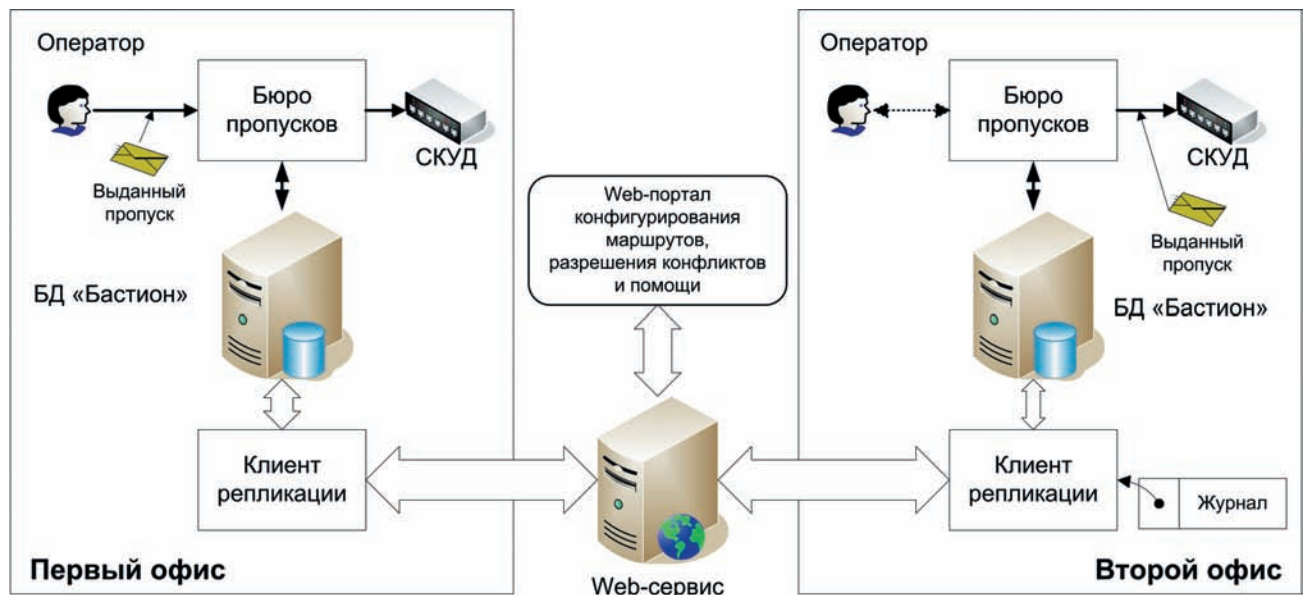 Оператор
Бюро
пропусков
СКУД
Выданный
пропуск
БД «Бастион»
Клиент
репликации
Первый офис
Web-портал
конфигурирования
маршрутов,
разрешения конфликтов
и помощи
Web-сервис
Оператор
Бюро
пропусков
СКУД
Выданный
пропуск
БД «Бастион»
Клиент
репликации
Журнал
Второй офис